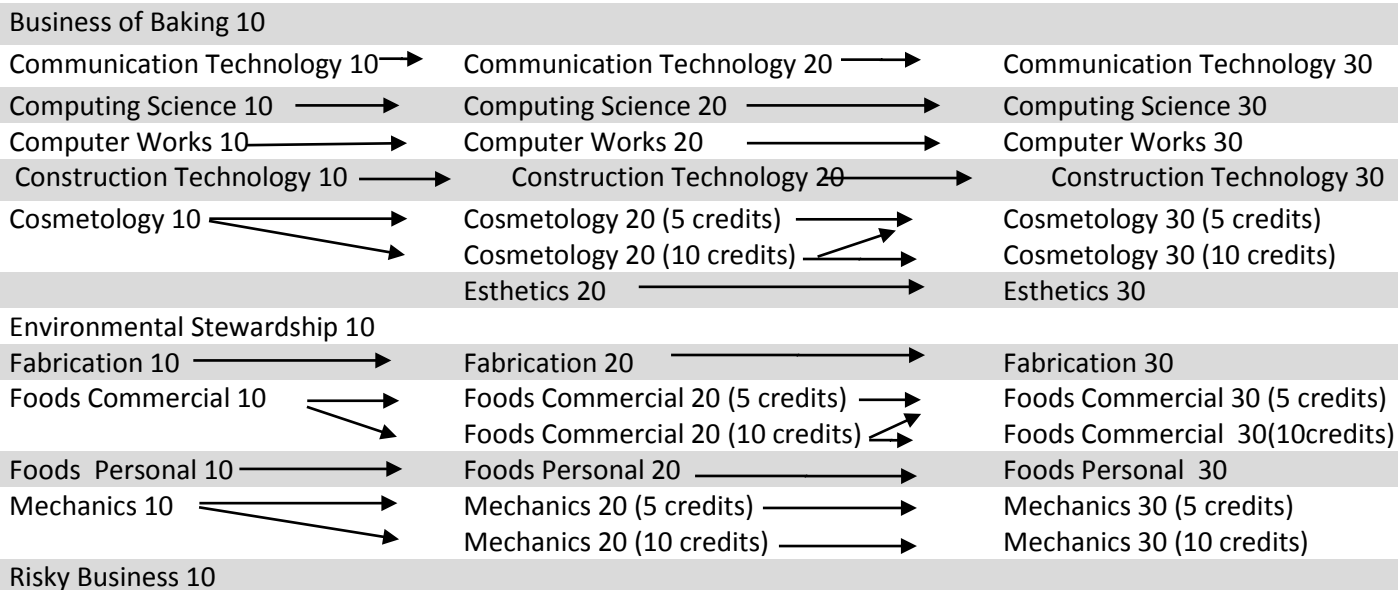 Business of Baking 10
Communication Technology 10 Communication Technology 20 Communication Technology 30
Computing Science 10 Computing Science 20 Computing Science 30
Computer Works 10 Computer Works 20 Computer Works 30
Construction Technology 10 Construction Technology 20 Construction Technology 30
Cosmetology 10 Cosmetology 20 (5 credits) Cosmetology 30 (5 credits)
Cosmetology 20 (10 credits) Cosmetology 30 (10 credits)
Esthetics 20 Esthetics 30
Environmental Stewardship 10
Fabrication 10 Fabrication 20 Fabrication 30
Foods Commercial 10 Foods Commercial 20 (5 credits) Foods Commercial 30 (5 credits)
Foods Commercial 20 (10 credits) Foods Commercial 30(10credits)
Foods Personal 10 Foods Personal 20 Foods Personal 30
Mechanics 10 Mechanics 20 (5 credits) Mechanics 30 (5 credits)
Mechanics 20 (10 credits) Mechanics 30 (10 credits)
Risky Business 10